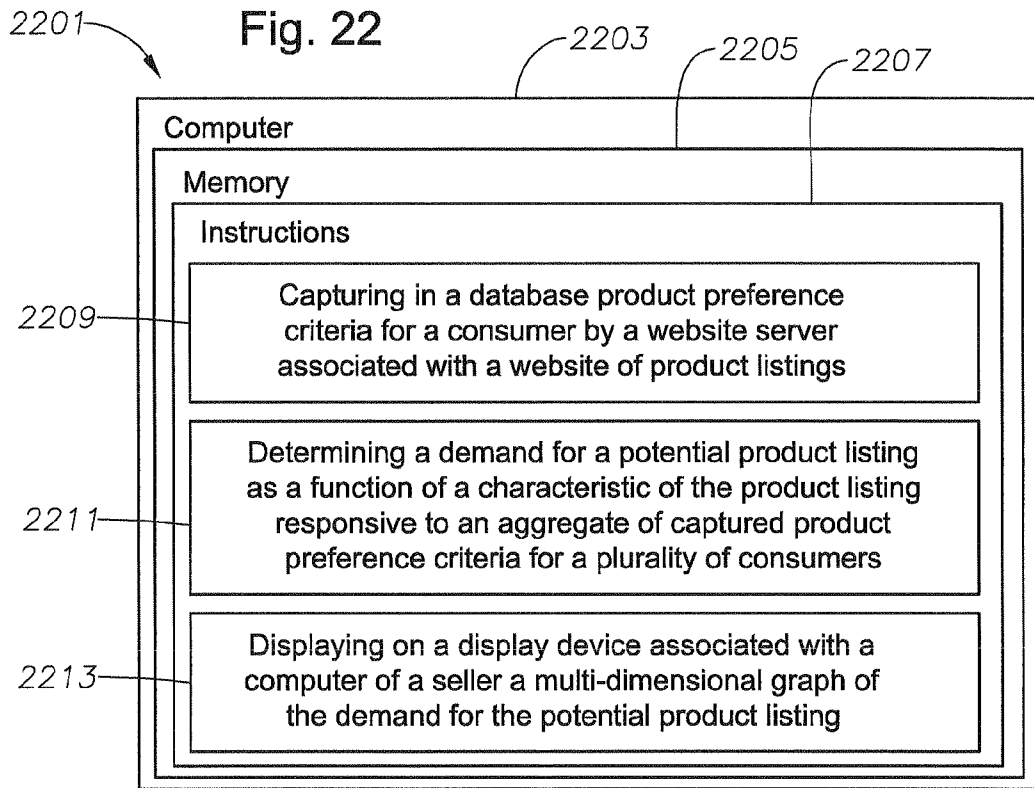 2201
Fig. 22
2203
2205
2207
Computer
Memory
Instructions
2209
Capturing in a database product preference
criteria for a consumer by a website server
associated with a website of product listings
2211
Determining a demand for a potential product listing
as a function of a characteristic of the product listing
responsive to an aggregate of captured product
preference criteria for a plurality of consumers
2213
Displaying on a display device associated with a
computer of a seller a multi-dimensional graph of
the demand for the potential product listing